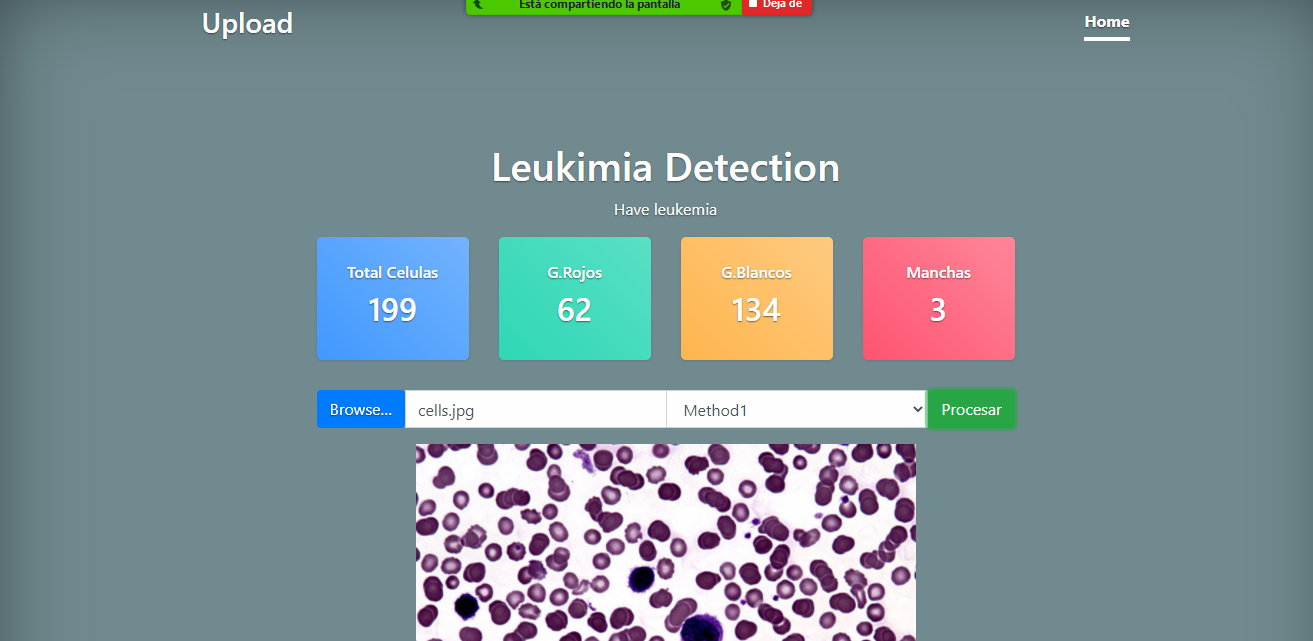 Está compartiendo la pantalla
Deja de
Upload
Home
Leukimia Detection
Have leukemia
Total Celulas
199
G.Rojos
62
G.Blancos
134
Manchas
3
Browse...
cells.jpg
Method1
Procesar